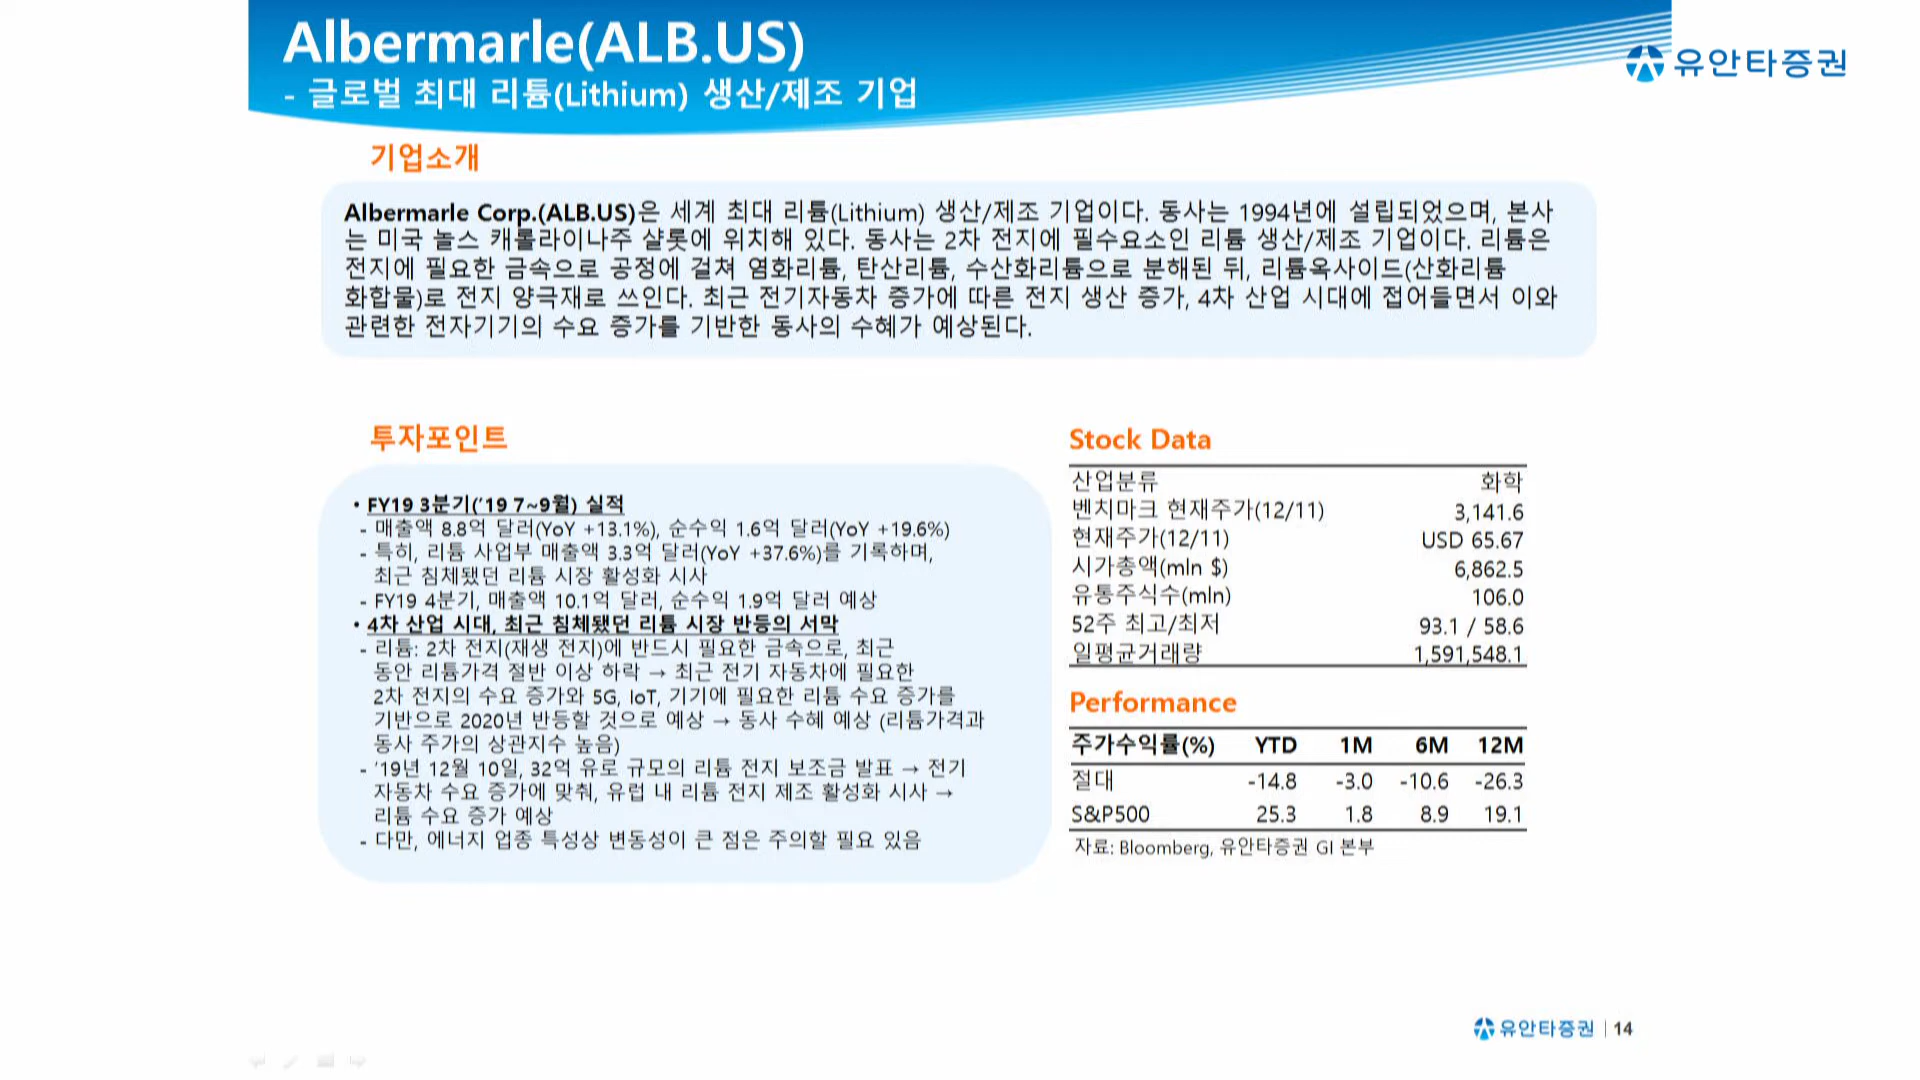 Albermarle(ALB.US)
- 글로벌 최대 리튬(Lithium) 생산/제조 기업
유안타증권
기업소개
Albermarle Corp.(ALB.US)은 세계 최대 리튬(Lithium) 생산/제조 기업이다. 동사는 1994년에 설립되었으며, 본사
는 미국 놀스 캐롤라이나주 샬롯에 위치해 있다. 동사는 2차 전지에 필수요소인 리튬 생산/제조 기업이다. 리튬은
전지에 필요한 금속으로 공정에 걸쳐 염화리튬, 탄산리튬, 수산화리튬으로 분해된 뒤, 리튬옥사이드(산화리튬
화합물)로 전지 양극재로 쓰인다. 최근 전기자동차 증가에 따른 전지 생산 증가, 4차 산업 시대에 접어들면서 이와
관련한 전자기기의 수요 증가를 기반한 동사의 수혜가 예상된다.
투자포인트
• FY19 3분기(’19 7~9월) 실적
- 매출액 8.8억 달러(YoY +13.1%), 순수익 1.6억 달러(YoY +19.6%)
- 특히, 리튬 사업부 매출액 3.3억 달러(YoY +37.6%)를 기록하며,
최근 침체됐던 리튬 시장 활성화 시사
- FY19 4분기, 매출액 10.1억 달러, 순수익 1.9억 달러 예상
• 4차 산업 시대, 최근 침체됐던 리튬 시장 반등의 서막
- 리튬: 2차 전지(재생 전지)에 반드시 필요한 금속으로, 최근
동안 리튬가격 절반 이상 하락 → 최근 전기 자동차에 필요한
2차 전지의 수요 증가와 5G, IoT, 기기에 필요한 리튬 수요 증가를
기반으로 2020년 반등할 것으로 예상 → 동사 수혜 예상 (리튬가격과
동사 주가의 상관지수 높음)
- ’19년 12월 10일, 32억 유로 규모의 리튬 전지 보조금 발표 → 전기
자동차 수요 증가에 맞춰, 유럽 내 리튬 전지 제조 활성화 시사 →
리튬 수요 증가 예상
- 다만, 에너지 업종 특성상 변동성이 큰 점은 주의할 필요 있음
Stock Data
산업분류 화학
벤치마크 현재주가(12/11) 3,141.6
현재주가(12/11) USD 65.67
시가총액(mln $) 6,862.5
유통주식수(mln) 106.0
52주 최고/최저 93.1 / 58.6
일평균거래량 1,591,548.1
Performance
주가수익률(%) YTD 1M 6M 12M
절대 -14.8 -3.0 -10.6 -26.3
S&P500 25.3 1.8 8.9 19.1
자료: Bloomberg, 유안타증권 GI 본부
유안타증권 | 14